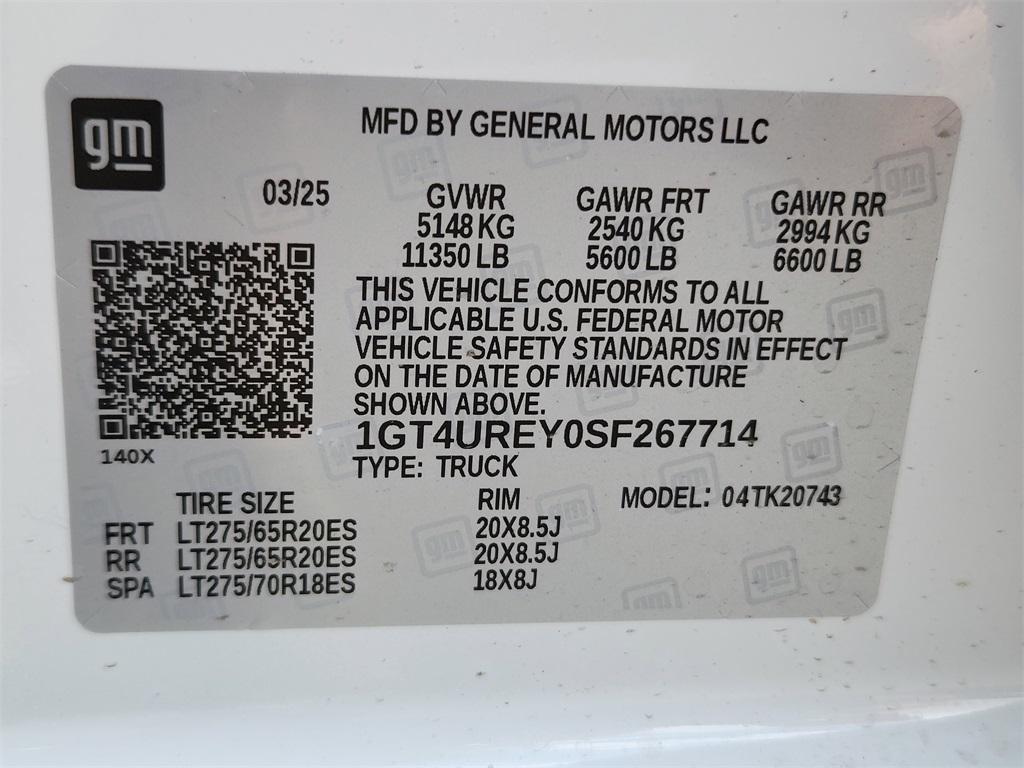 gm
MFD BY GENERAL MOTORS LLC
03/25 GVWR GAWR FRT GAWR RR
5148 KG 2540 KG 2994 KG
11350 LB 5600 LB 6600 LB
THIS VEHICLE CONFORMS TO ALL
APPLICABLE U.S. FEDERAL MOTOR
VEHICLE SAFETY STANDARDS IN EFFECT
ON THE DATE OF MANUFACTURE
SHOWN ABOVE.
1GT4UREY0SF267714
140X
TYPE: TRUCK
TIRE SIZE RIM MODEL: 04TK20743
FRT LT275/65R20ES 20X8.5J
RR LT275/65R20ES 20X8.5J
SPA LT275/70R18ES 18X8J